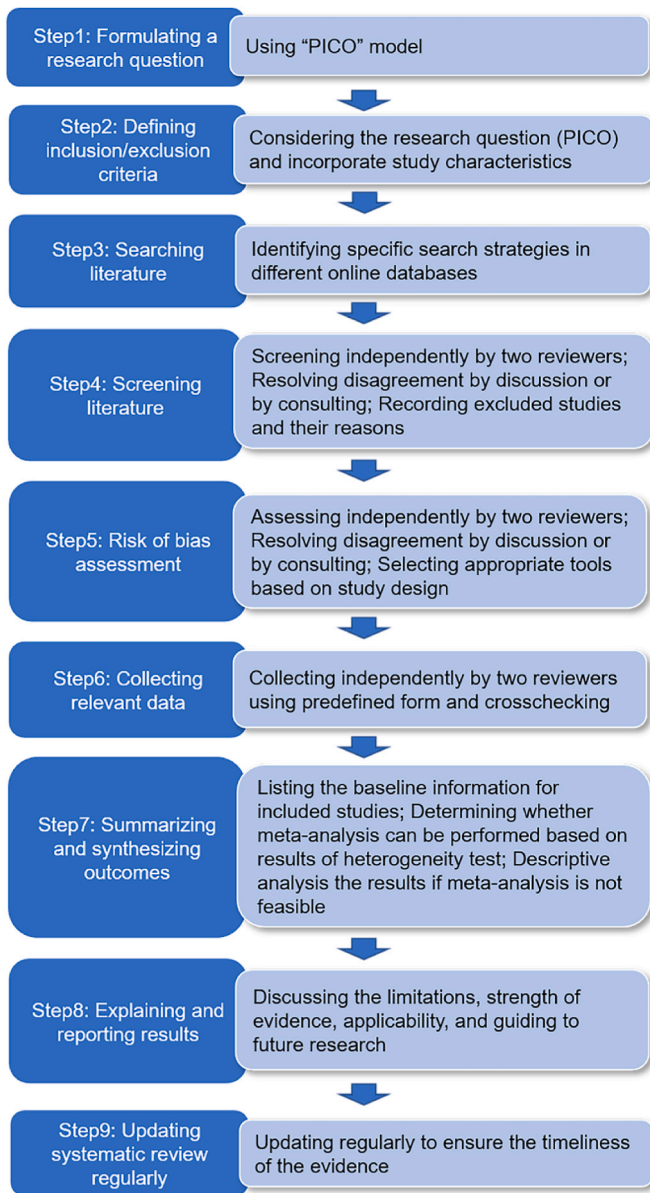 Step1: Formulating a
research question
Using “PICO” model
Step2: Defining
inclusion/exclusion
criteria
Considering the research question (PICO)
and incorporate study characteristics
Step3: Searching
literature
Identifying specific search strategies in
different online databases
Step4: Screening
literature
Screening independently by two reviewers;
Resolving disagreement by discussion or
by consulting; Recording excluded studies
and their reasons
Step5: Risk of bias
assessment
Assessing independently by two reviewers;
Resolving disagreement by discussion or
by consulting; Selecting appropriate tools
based on study design
Step6: Collecting
relevant data
Collecting independently by two reviewers
using predefined form and crosschecking
Step7: Summarizing
and synthesizing
outcomes
Listing the baseline information for
included studies; Determining whether
meta-analysis can be performed based on
results of heterogeneity test; Descriptive
analysis the results if meta-analysis is not
feasible
Step8: Explaining and
reporting results
Discussing the limitations, strength of
evidence, applicability, and guiding to
future research
Step9: Updating
systematic review
regularly
Updating regularly to ensure the timeliness
of the evidence